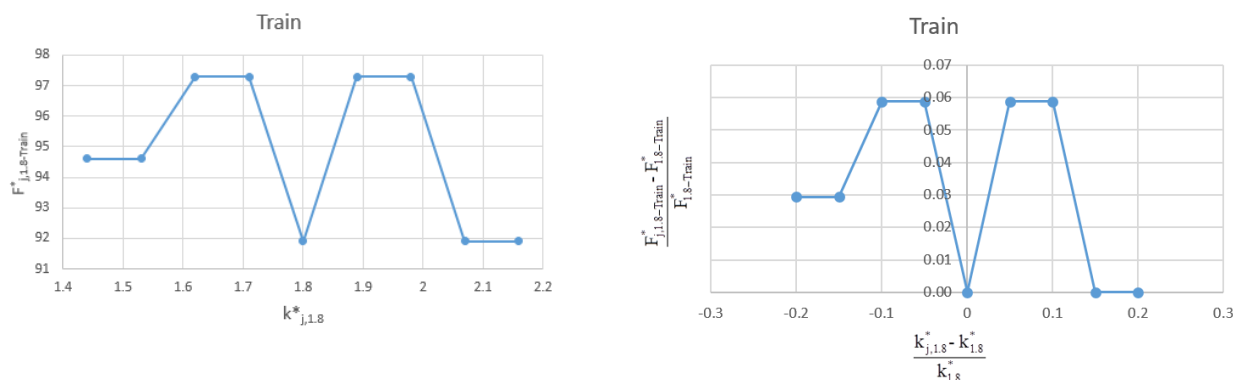 Train
98
97
96
95
94
93
92
91
1.4 1.5 1.6 1.7 1.8 1.9 2 2.1 2.2
F*j,1.8-Train
k*j,1.8
Train
0.07
0.06
0.05
0.04
0.03
0.02
0.01
0.00
-0.3 -0.2 -0.1 0 0.1 0.2 0.3
F*j,1.8-Train - F*1.8-Train
F*1.8-Train
k*j,1.8 - k*1.8
k*1.8